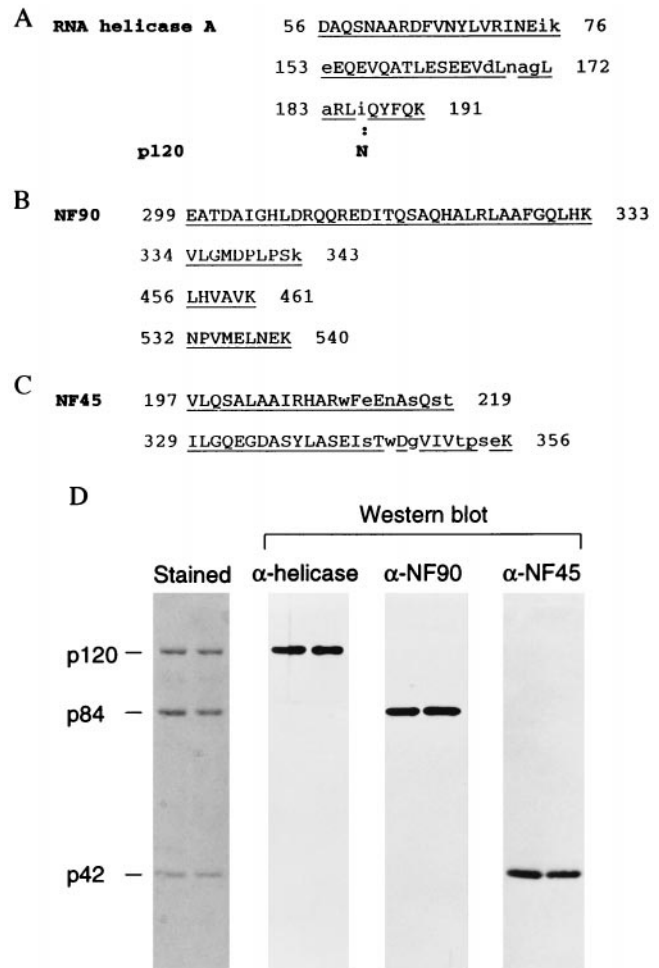 A
RNA helicase A 56 DAQSNAARDFVNYLVRINEik 76
153 eEQEVQATLESEEVdLnagL 172
183 aRLiQYFQK 191
:
p120 N
B
NF90 299 EATDAIGHLDRQQREDITQSAQHALRLAAFGQLHK 333
334 VLGMDPLPSk 343
456 LHVAVK 461
532 NPVMELNEK 540
C
NF45 197 VLQSALAAIRHARwFeEnAsQst 219
329 ILGQEGDASYLASEIsTwDgVIVtpseK 356
D
Western blot
Stained α-helicase α-NF90 α-NF45
p120
p84
p42